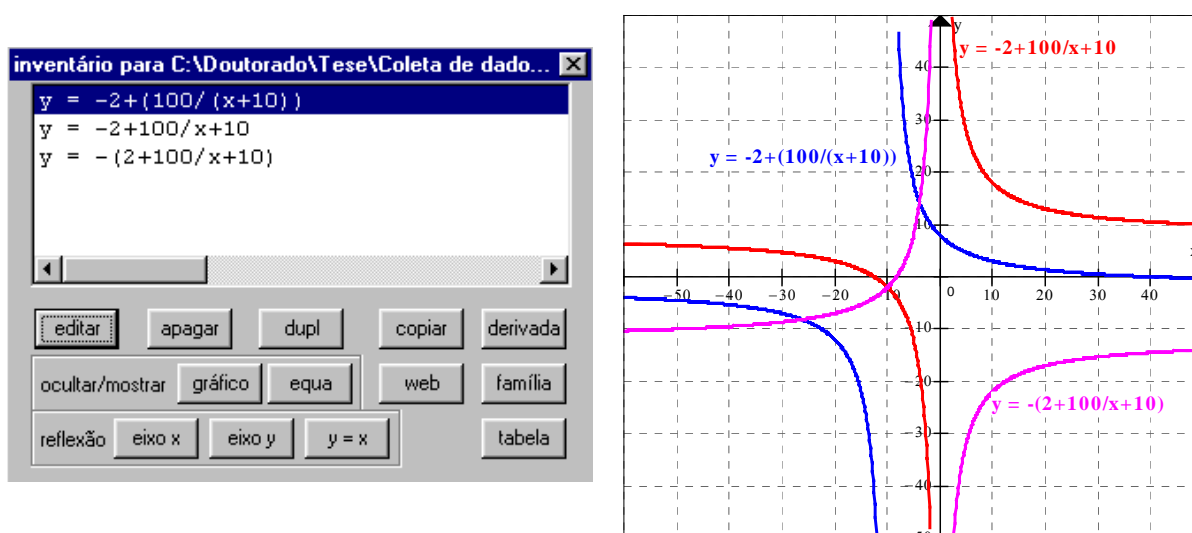 inventário para C:\Doutorado\Tese\Coleta de dado...
y = -2+(100/(x+10))
y = -2+100/x+10
y = -(2+100/x+10)
editar apagar dupl copiar derivada
ocultar/mostrar gráfico equa web família
reflexão eixo x eixo y y = x tabela
y
y = -2+100/x+10
40
30
y = -2+(100/(x+10))
20
10
x
−50 −40 −30 −20 −10 0 10 20 30 40
−10
−20
y = -(2+100/x+10)
−30
−40
−50